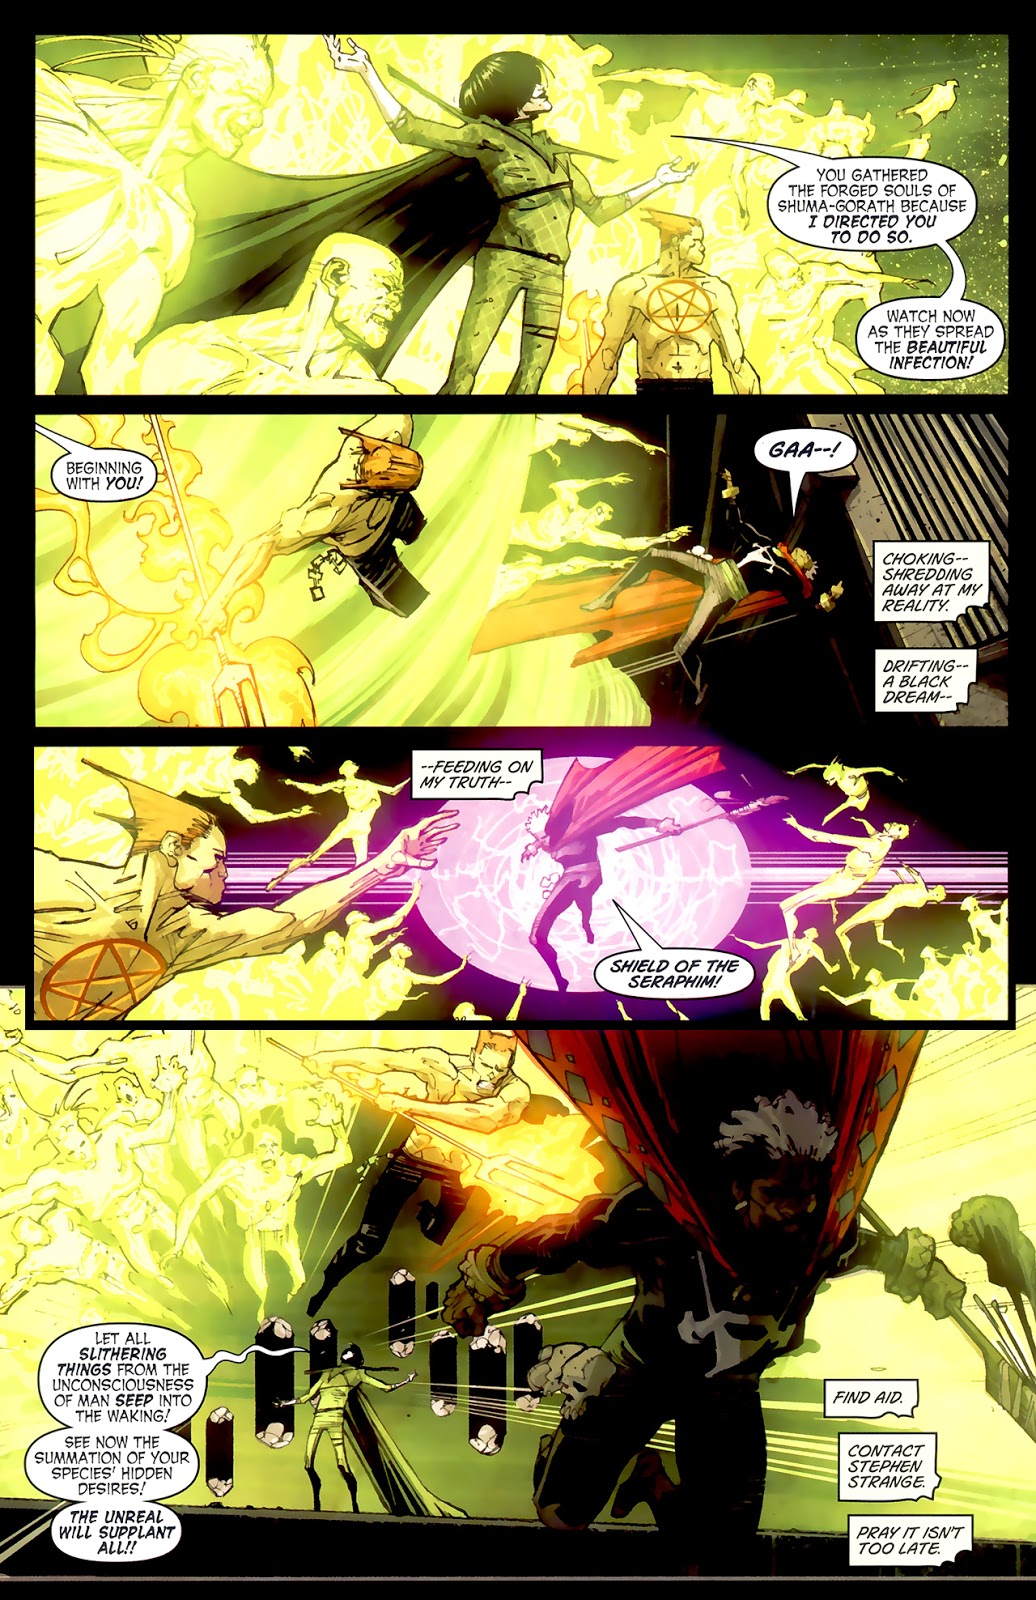 YOU GATHERED
THE FORGED SOULS OF
SHUMA-GORATH BECAUSE
I DIRECTED YOU
TO DO SO.
WATCH NOW
AS THEY SPREAD
THE BEAUTIFUL
INFECTION!
BEGINNING
WITH YOU!
GAA--!
CHOKING--
SHREDDING
AWAY AT MY
REALITY.
DRIFTING--
A BLACK
DREAM--
--FEEDING ON
MY TRUTH--
SHIELD OF THE
SERAPHIM!
LET ALL
SLITHERING
THINGS FROM THE
UNCONSCIOUSNESS
OF MAN SEEP INTO
THE WAKING!
SEE NOW THE
SUMMATION OF YOUR
SPECIES' HIDDEN
DESIRES!
THE UNREAL
WILL SUPPLANT
ALL!!
FIND AID.
CONTACT
STEPHEN
STRANGE.
PRAY IT ISN'T
TOO LATE.